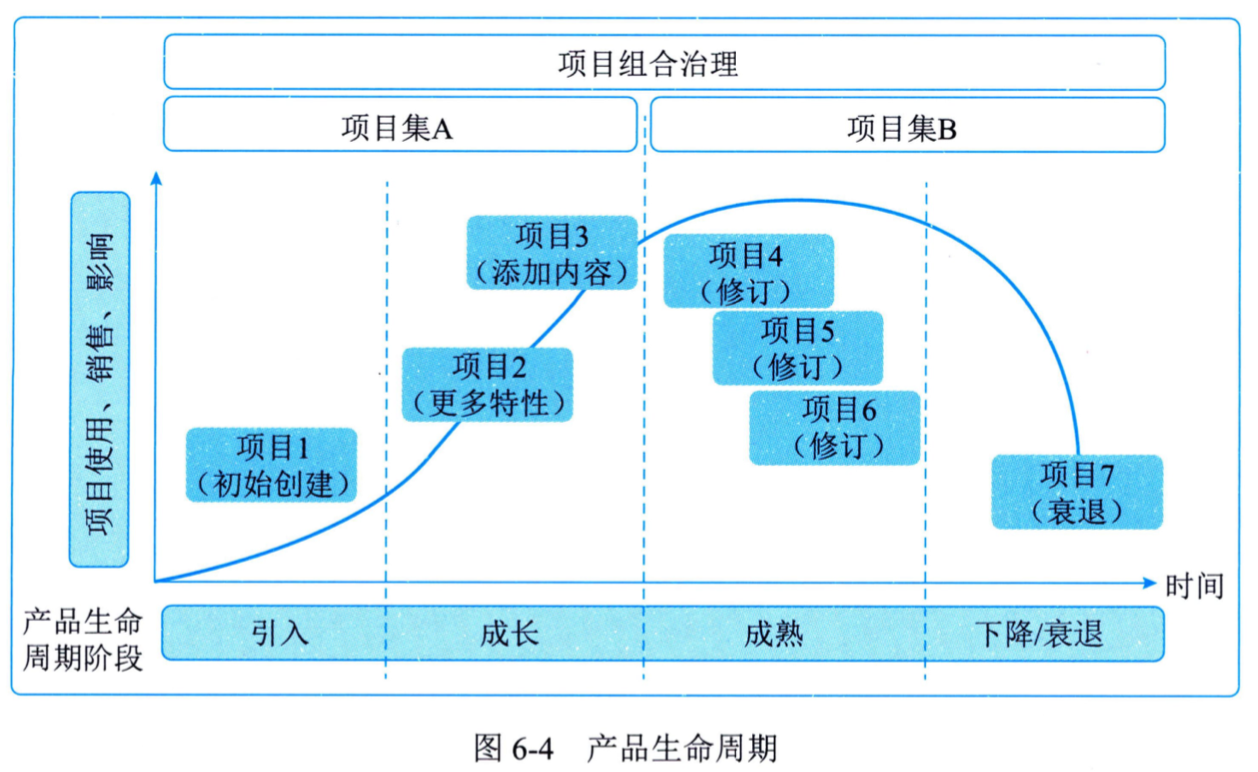 项目组合治理
项目集A
项目集B
项目使用、销售、影响
项目1
（初始创建）
项目2
（更多特性）
项目3
（添加内容）
项目4
（修订）
项目5
（修订）
项目6
（修订）
项目7
（衰退）
时间
产品生命
周期阶段
引入
成长
成熟
下降/衰退
图 6-4 产品生命周期